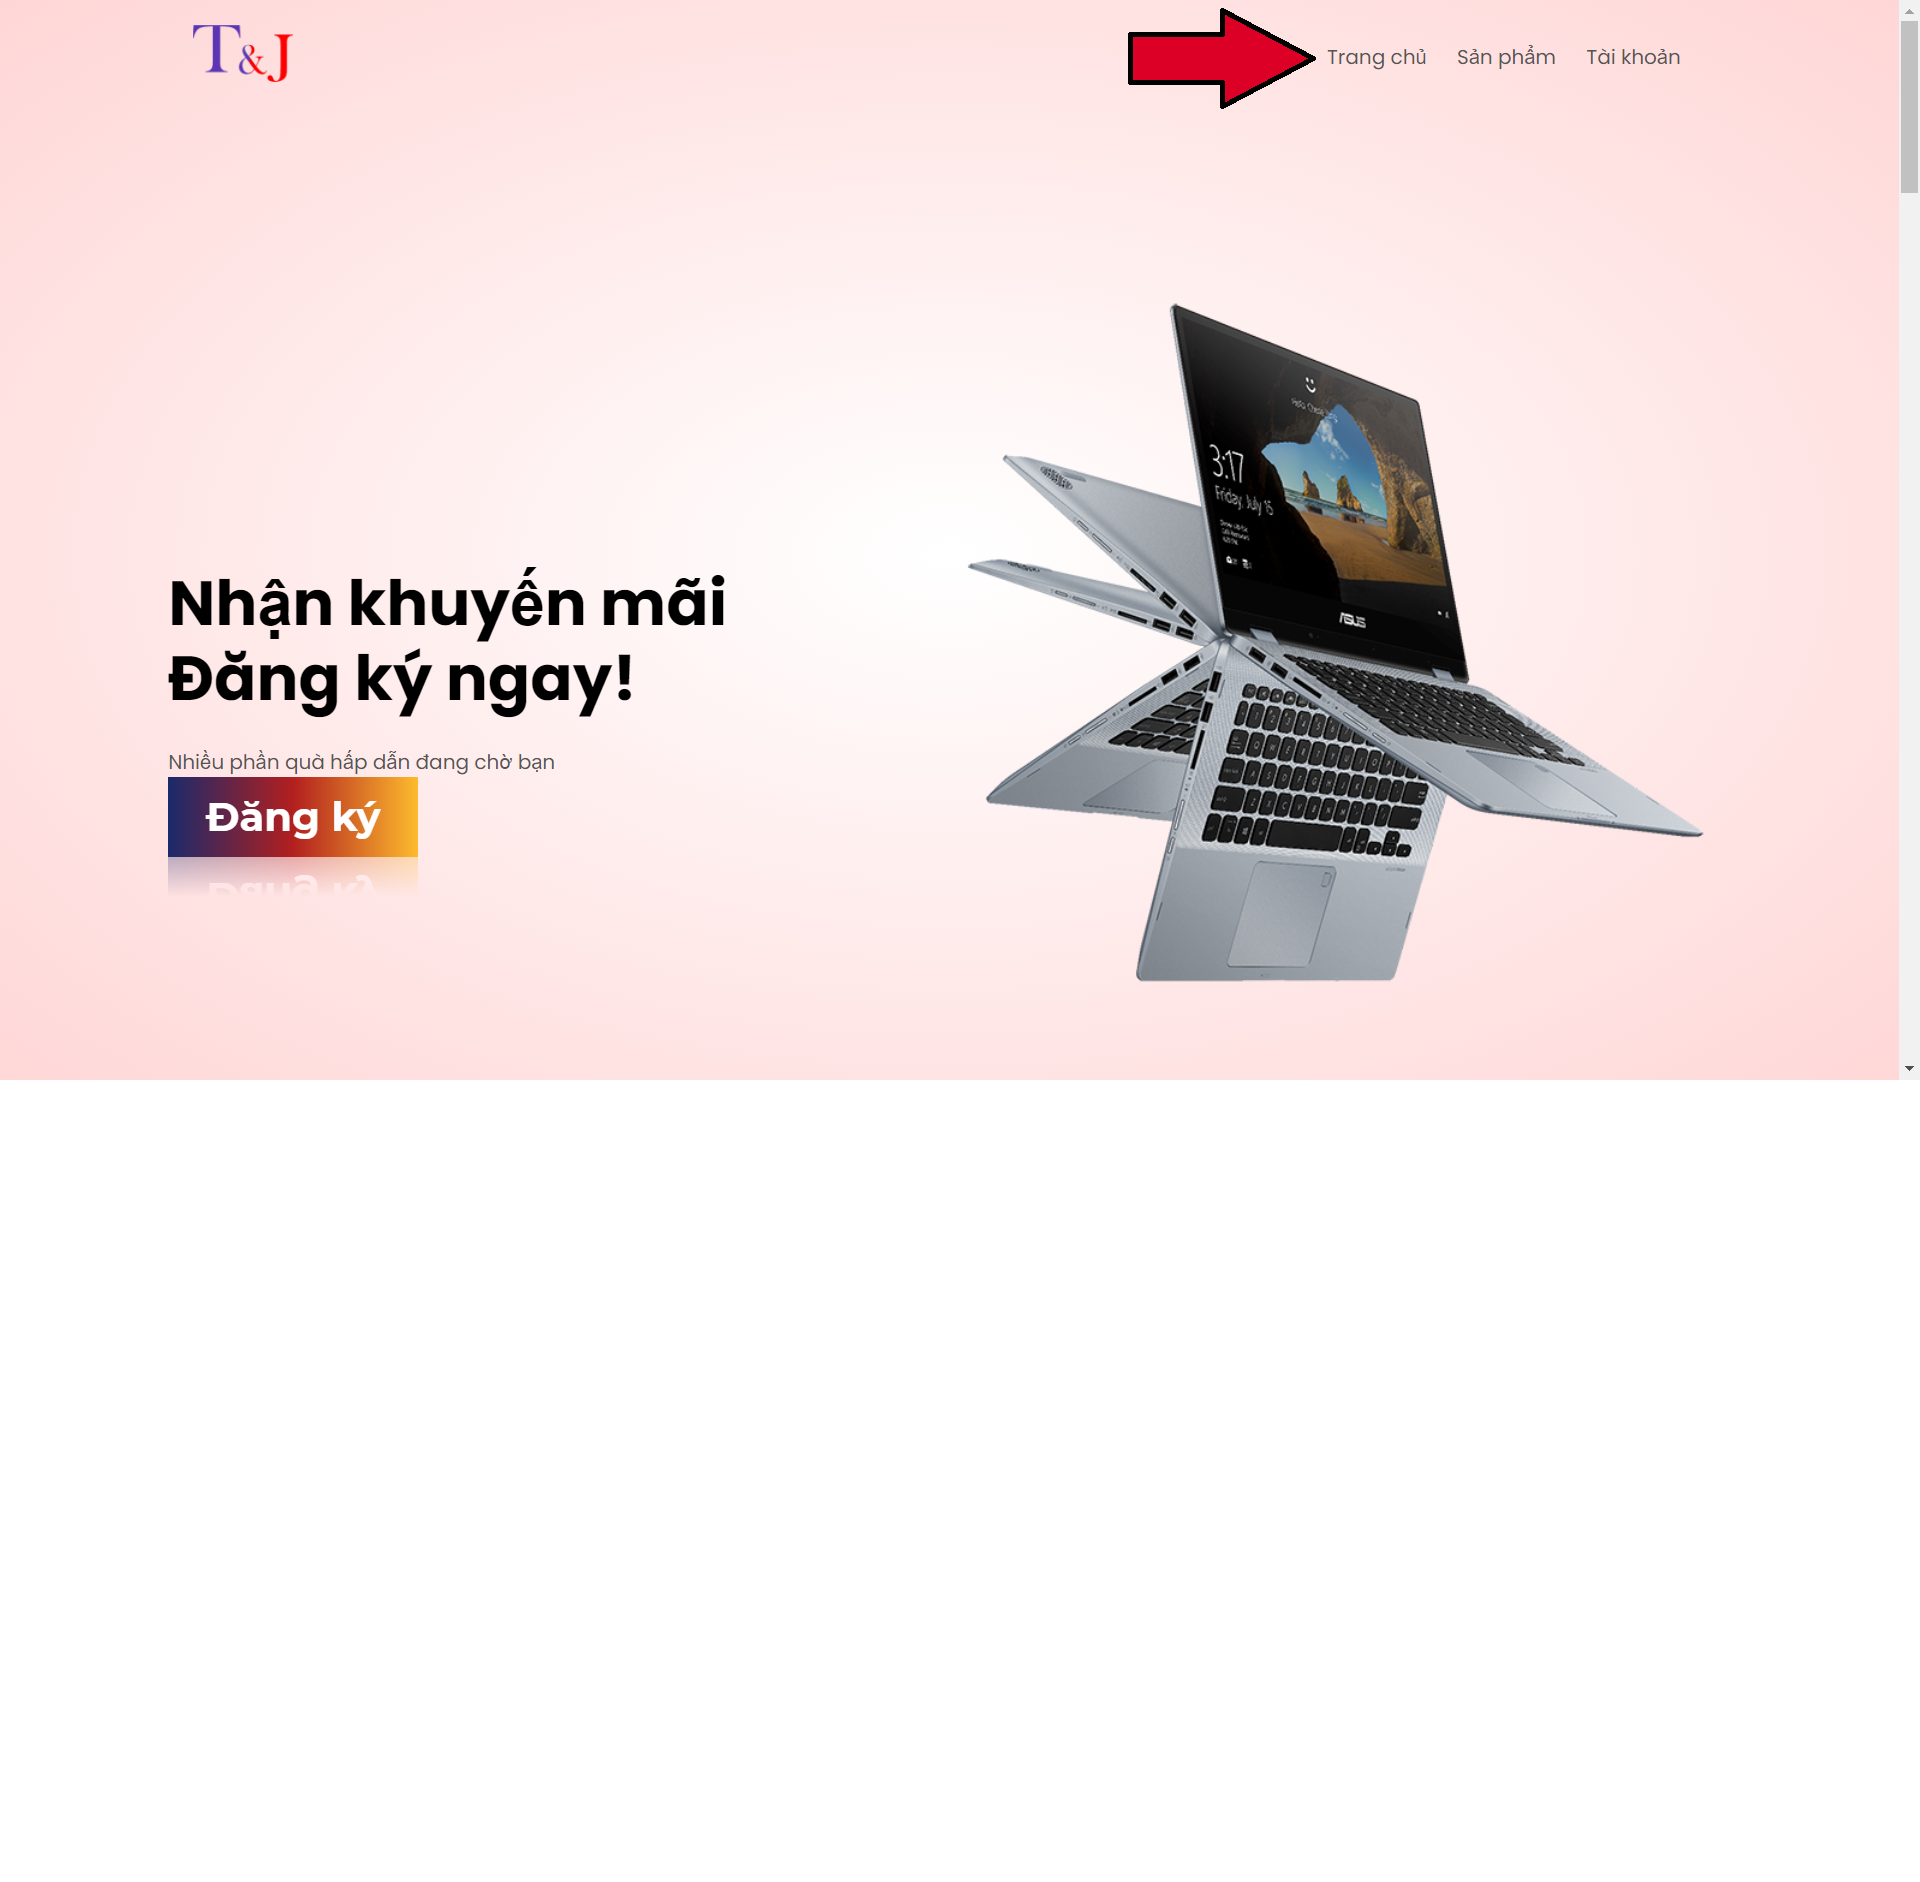 T&J
Trang chủ
Sản phẩm
Tài khoản
3:17
Friday, July 15
ASUS
Nhận khuyến mãi
Đăng ký ngay!
Nhiều phần quà hấp dẫn đang chờ bạn
Đăng ký